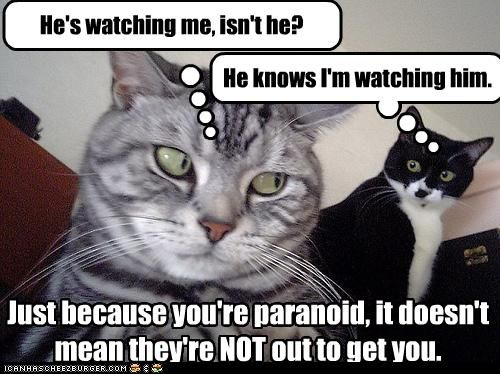 He's watching me, isn't he?
He knows I'm watching him.
Just because you're paranoid, it doesn't
mean they're NOT out to get you.
ICANHASCHEEZBURGER.COM